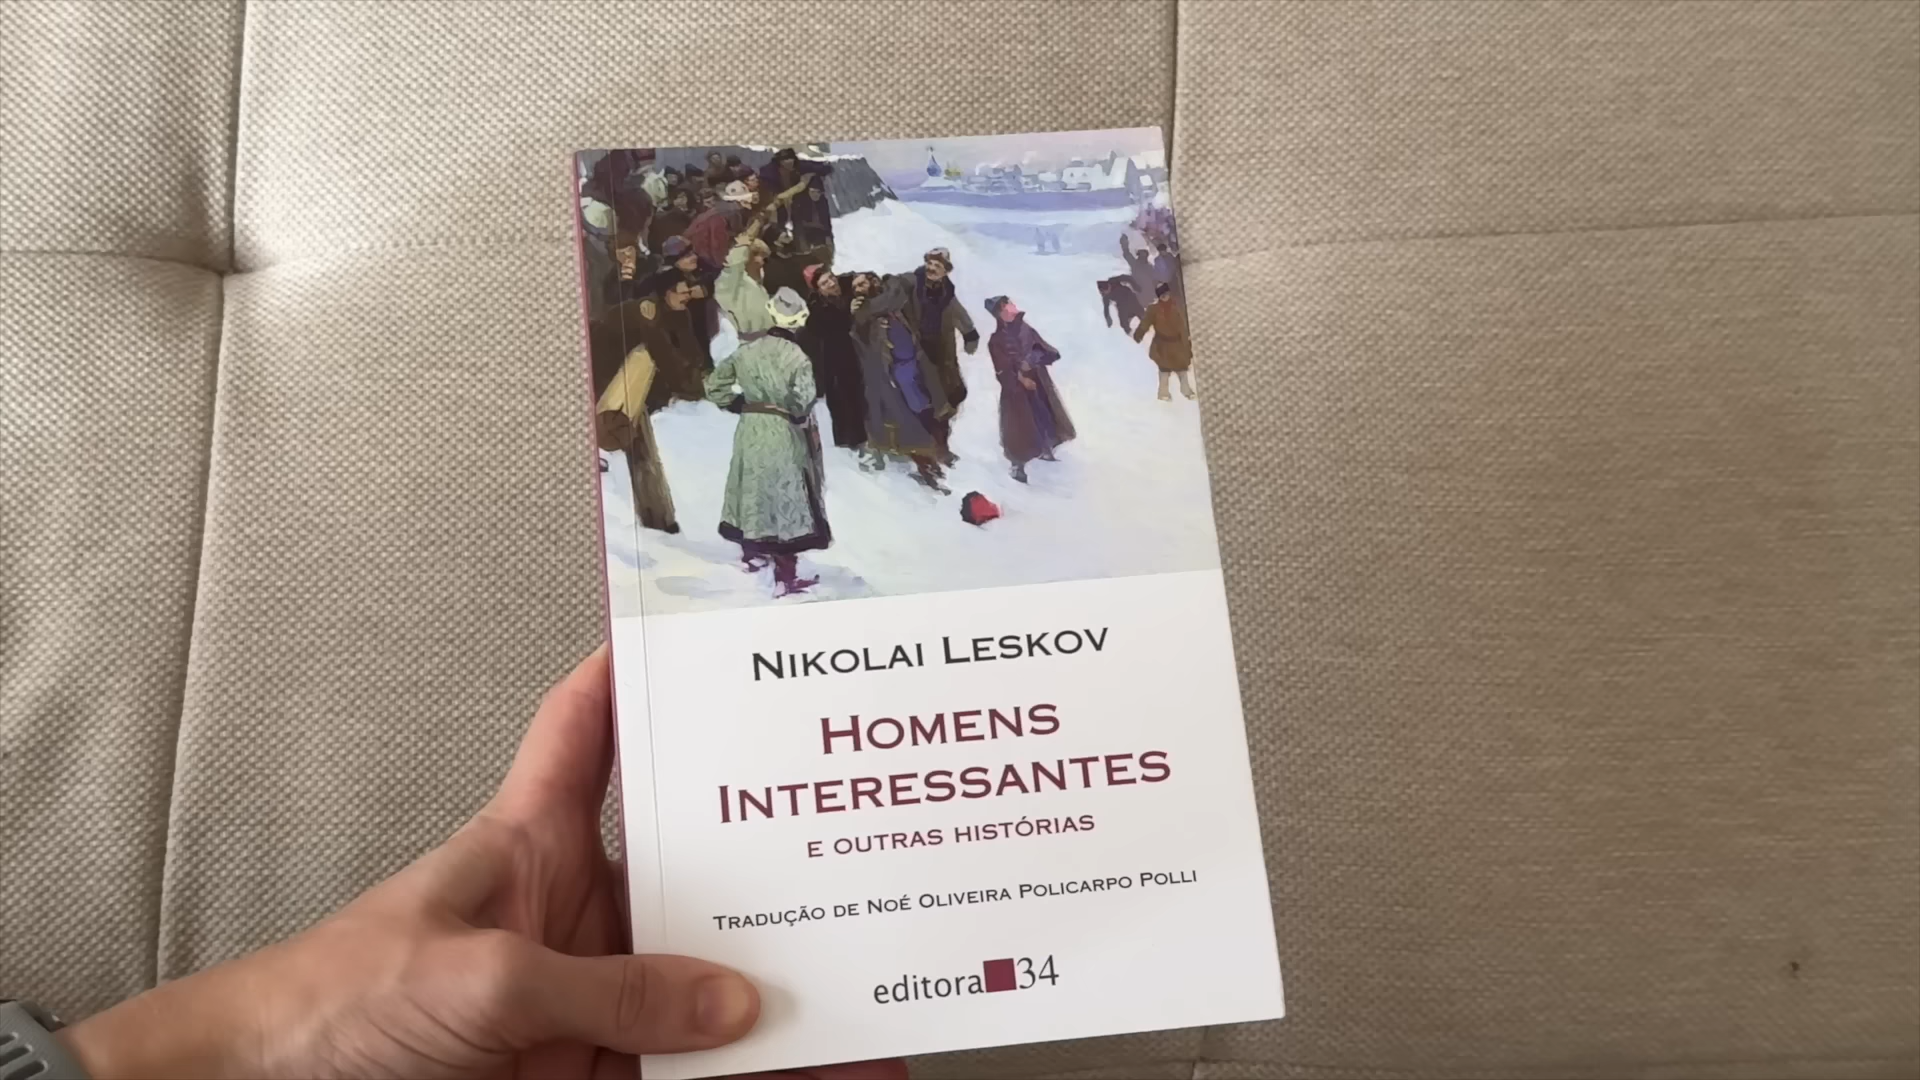 NIKOLAI LESKOV
HOMENS
INTERESSANTES
E OUTRAS HISTÓRIAS
TRADUÇÃO DE NOÉ OLIVEIRA POLICARPO POLLI
editora 34